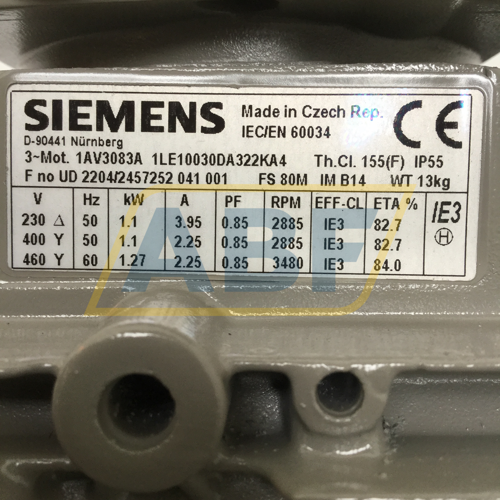 SIEMENS
Made in Czech Rep.
IEC/EN 60034
CE
D-90441 Nürnberg
3~Mot. 1AV3083A 1LE10030DA322KA4 Th.Cl. 155(F) IP55
F no UD 2204/2457252 041 001 FS 80M IM B14 WT 13kg
V Hz kW A PF RPM EFF-CL ETA % IE3
230 Δ 50 1.1 3.95 0.85 2885 IE3 82.7
400 Y 50 1.1 2.25 0.85 2885 IE3 82.7
460 Y 60 1.27 2.25 0.85 3480 IE3 84.0
H
ABF